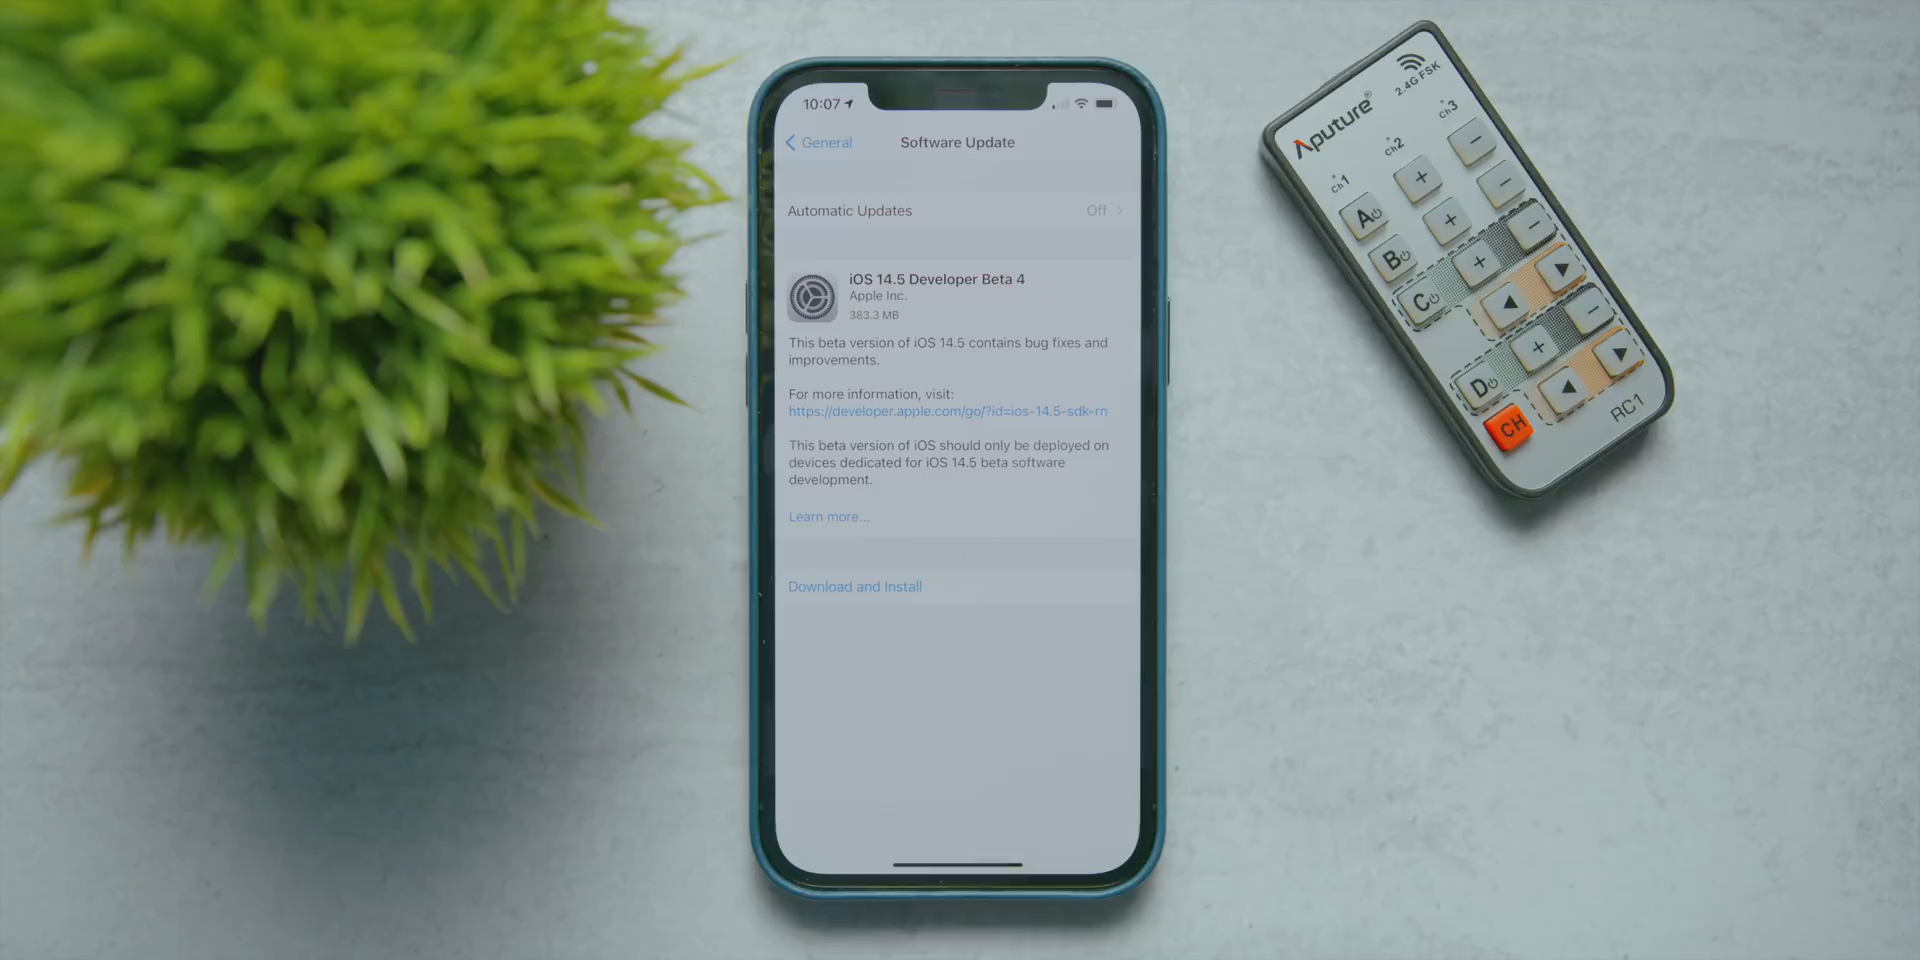 10:07
General
Software Update
Automatic Updates
Off
iOS 14.5 Developer Beta 4
Apple Inc.
383.3 MB
This beta version of iOS 14.5 contains bug fixes and
improvements.
For more information, visit:
https://developer.apple.com/go/?id=ios-14.5-sdk-rn
This beta version of iOS should only be deployed on
devices dedicated for iOS 14.5 beta software
development.
Learn more...
Download and Install
Aputure®
2.4G FSK
Ch1
Ch2
Ch3
A
+
−
B
+
−
C
+
−
◀
▶
D
+
−
◀
▶
CH
RC1